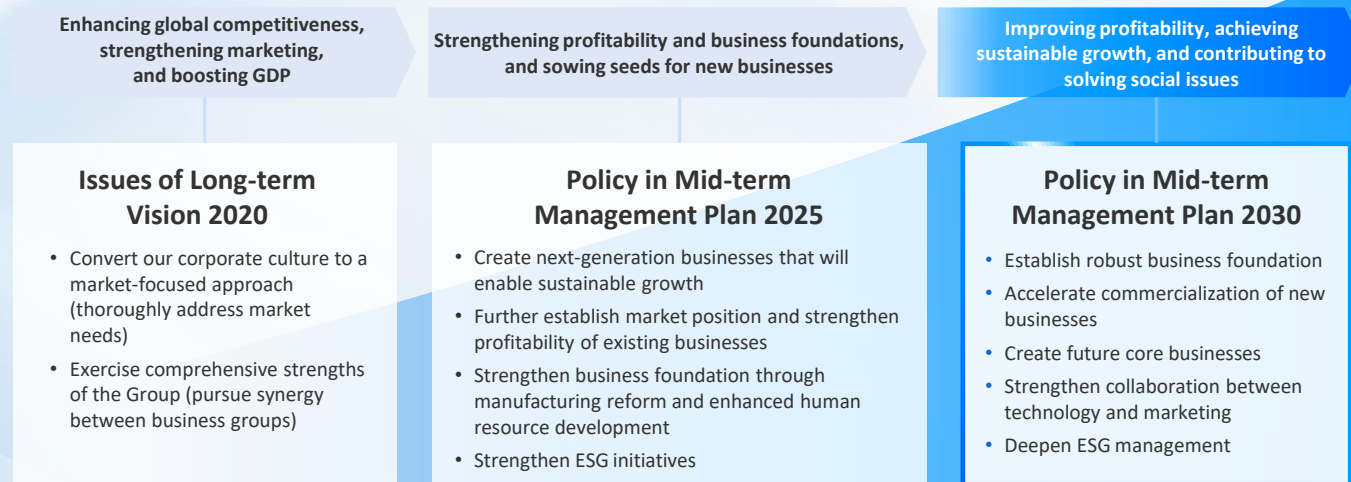 Enhancing global competitiveness,
strengthening marketing,
and boosting GDP
Strengthening profitability and business foundations,
and sowing seeds for new businesses
Improving profitability, achieving
sustainable growth, and contributing to
solving social issues
Issues of Long-term
Vision 2020
• Convert our corporate culture to a
market-focused approach
(thoroughly address market
needs)
• Exercise comprehensive strengths
of the Group (pursue synergy
between business groups)
Policy in Mid-term
Management Plan 2025
• Create next-generation businesses that will
enable sustainable growth
• Further establish market position and strengthen
profitability of existing businesses
• Strengthen business foundation through
manufacturing reform and enhanced human
resource development
• Strengthen ESG initiatives
Policy in Mid-term
Management Plan 2030
• Establish robust business foundation
• Accelerate commercialization of new
businesses
• Create future core businesses
• Strengthen collaboration between
technology and marketing
• Deepen ESG management